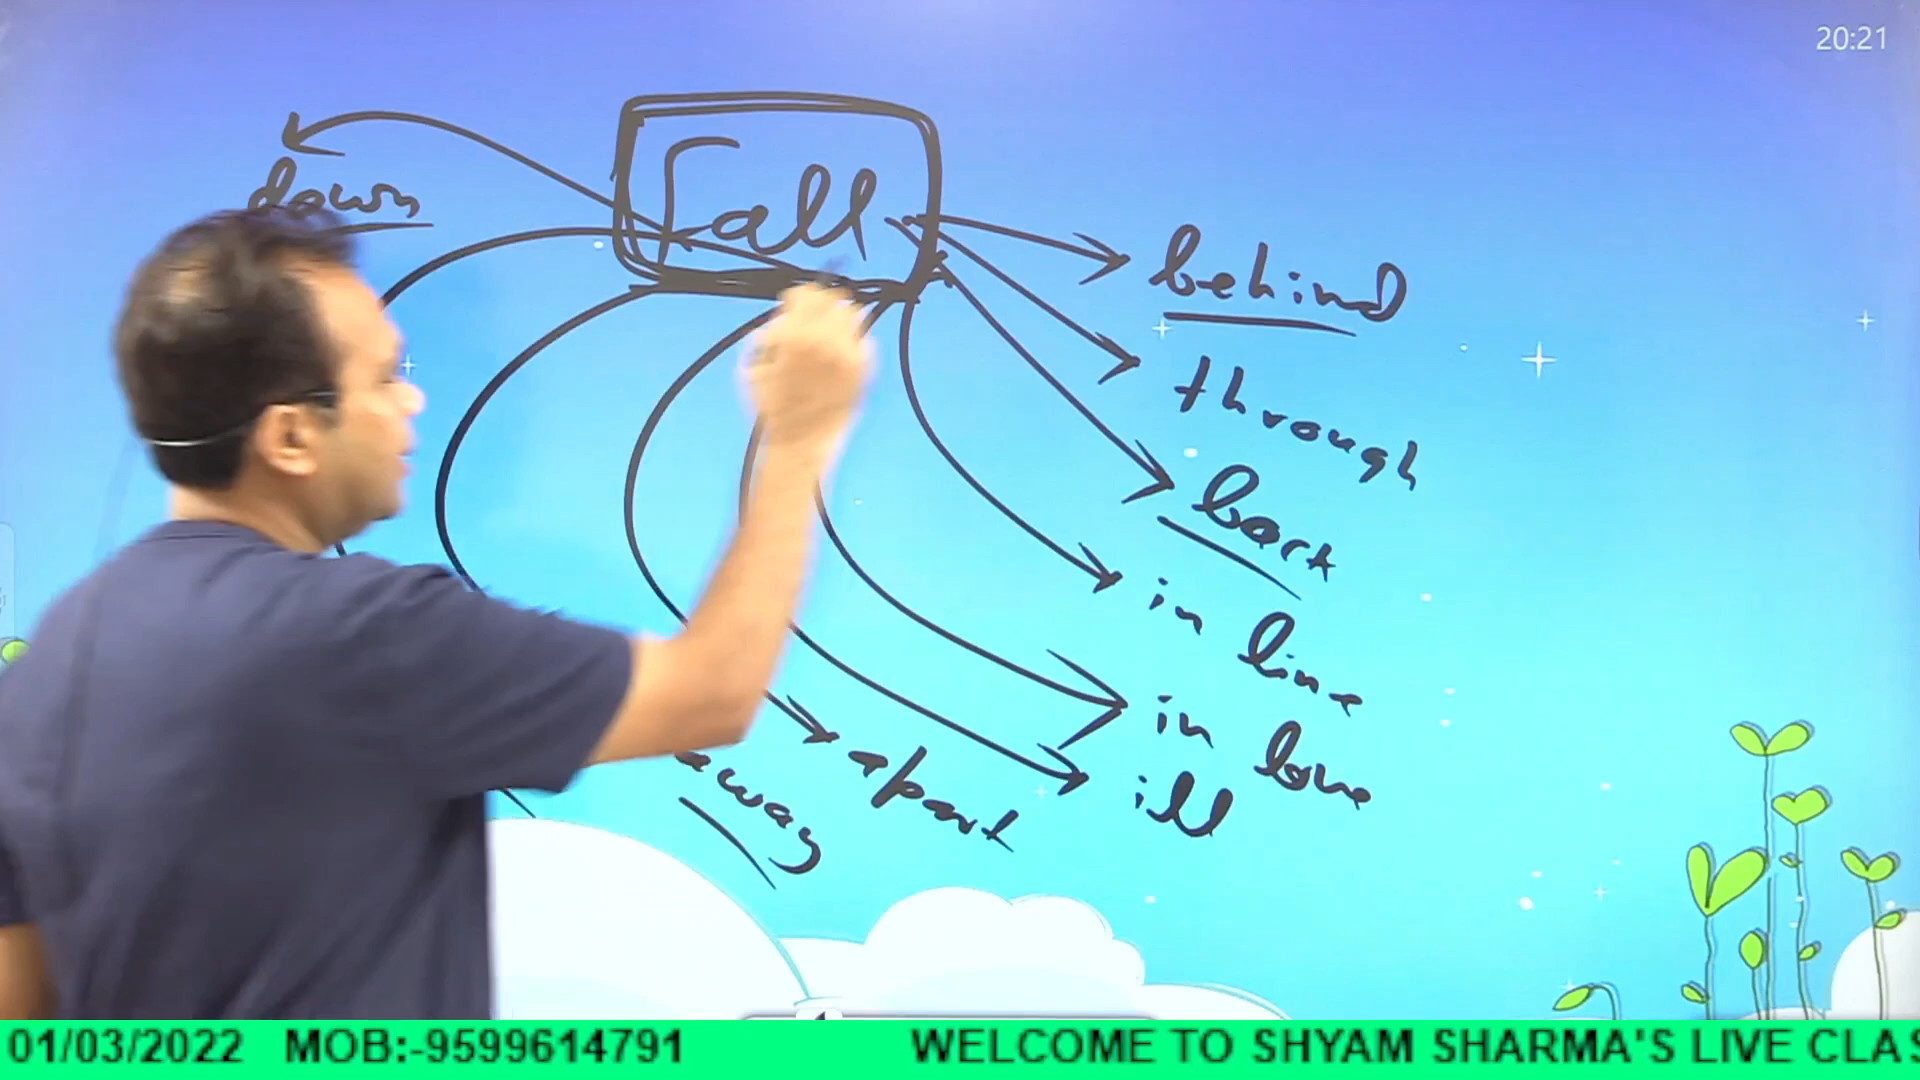 20:21
Fall
down
behind
through
back
in line
in love
ill
apart
away
01/03/2022 MOB:-9599614791 WELCOME TO SHYAM SHARMA'S LIVE CLAS